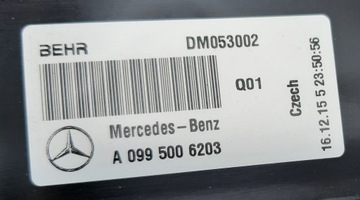 BEHR
DM053002
Q01
Mercedes-Benz
A 099 500 6203
Czech
16.12.15 5 23:50:56